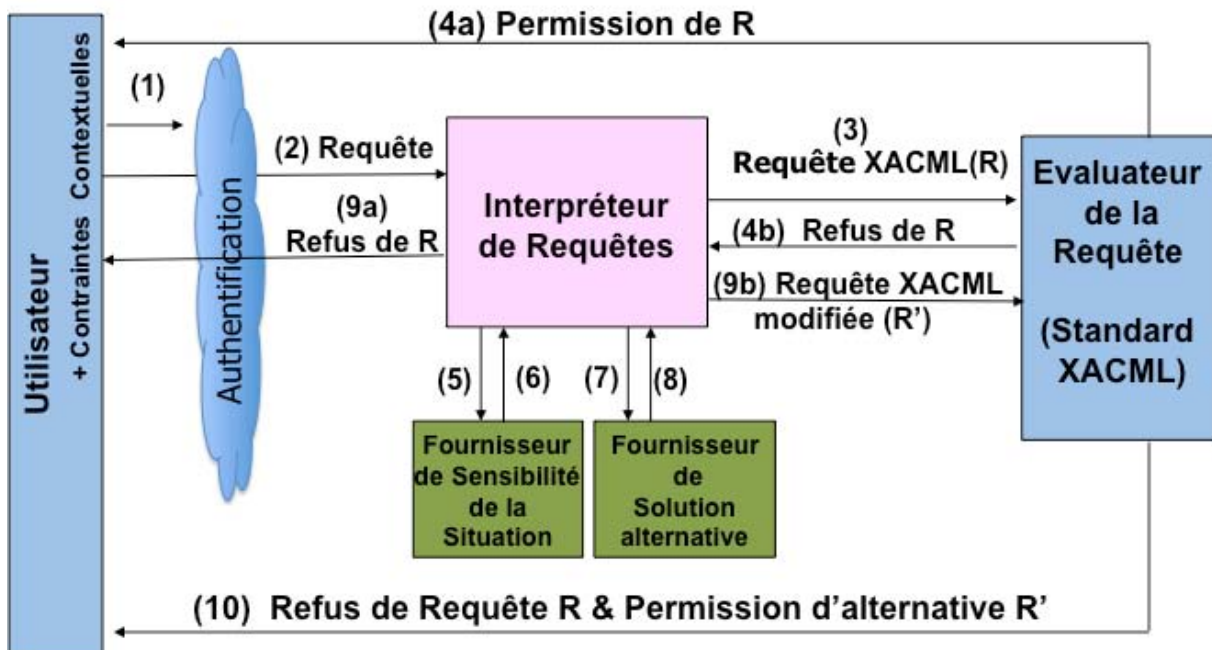 (4a) Permission de R
Utilisateur
+ Contraintes Contextuelles
(1)
Authentification
(2) Requête
(9a)
Refus de R
Interpréteur
de Requêtes
(3)
Requête XACML(R)
(4b) Refus de R
(9b) Requête XACML
modifiée (R’)
Evaluateur
de la
Requête
(Standard
XACML)
(5)
(6)
(7)
(8)
Fournisseur
de Sensibilité
de la
Situation
Fournisseur
de
Solution
alternative
(10) Refus de Requête R & Permission d’alternative R’